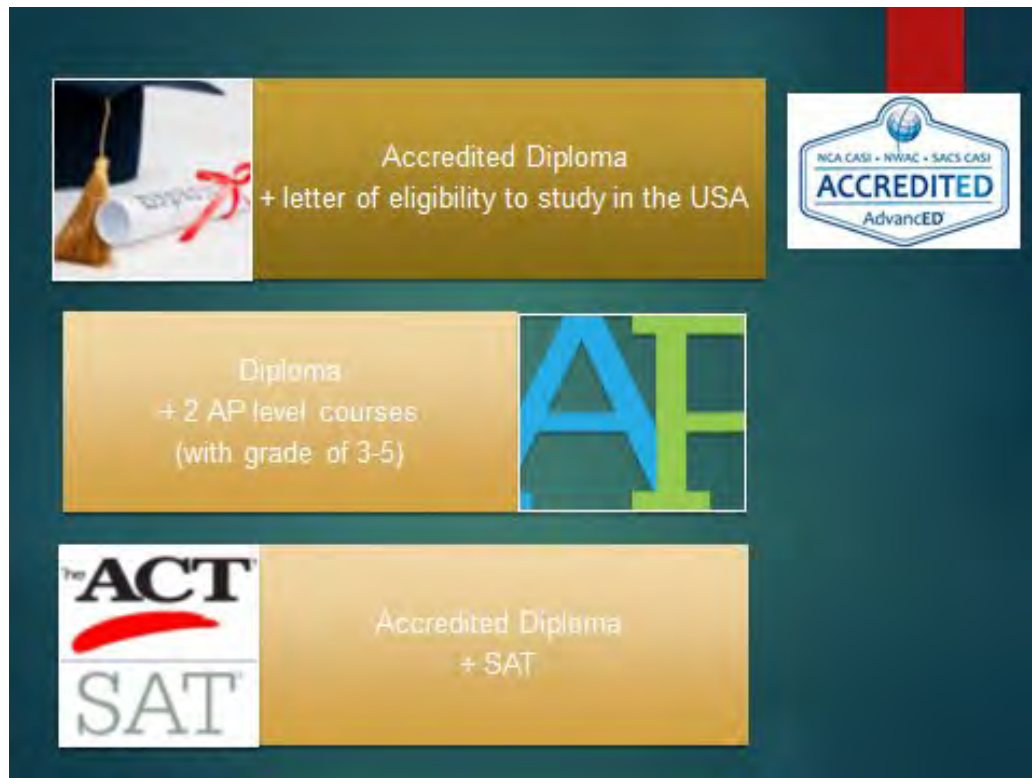 Accredited Diploma
+ letter of eligibility to study in the USA
NCA CASI • NWAC • SACS CASI
ACCREDITED
AdvancED
Diploma
+ 2 AP level courses
(with grade of 3-5)
AP
The ACT
SAT
Accredited Diploma
+ SAT